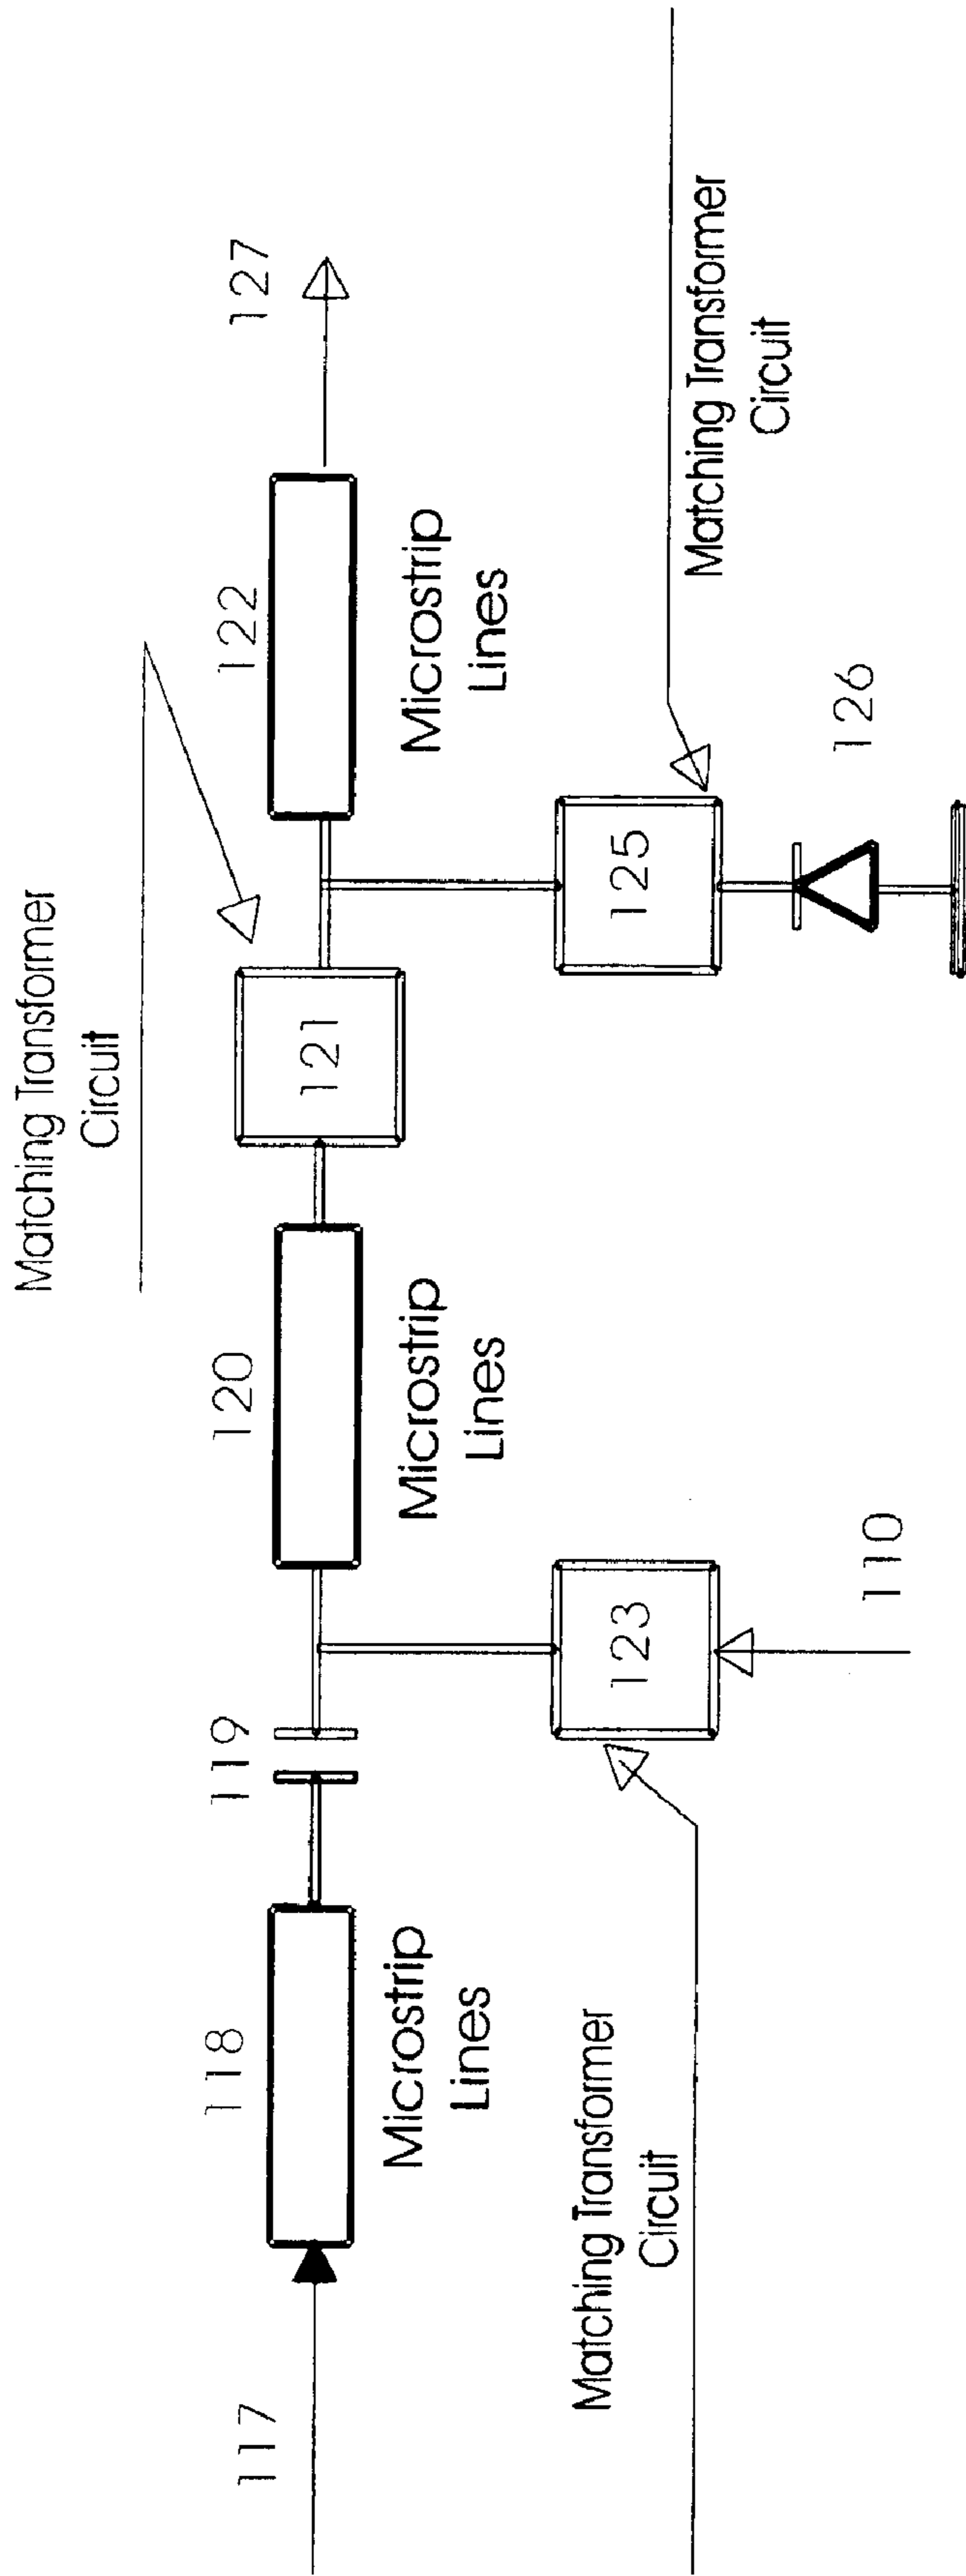 Matching Transformer
Circuit
117
118
119
120
122
127
121
Microstrip
Lines
Microstrip
Lines
Microstrip
Lines
Matching Transformer
Circuit
123
125
Matching Transformer
Circuit
110
126